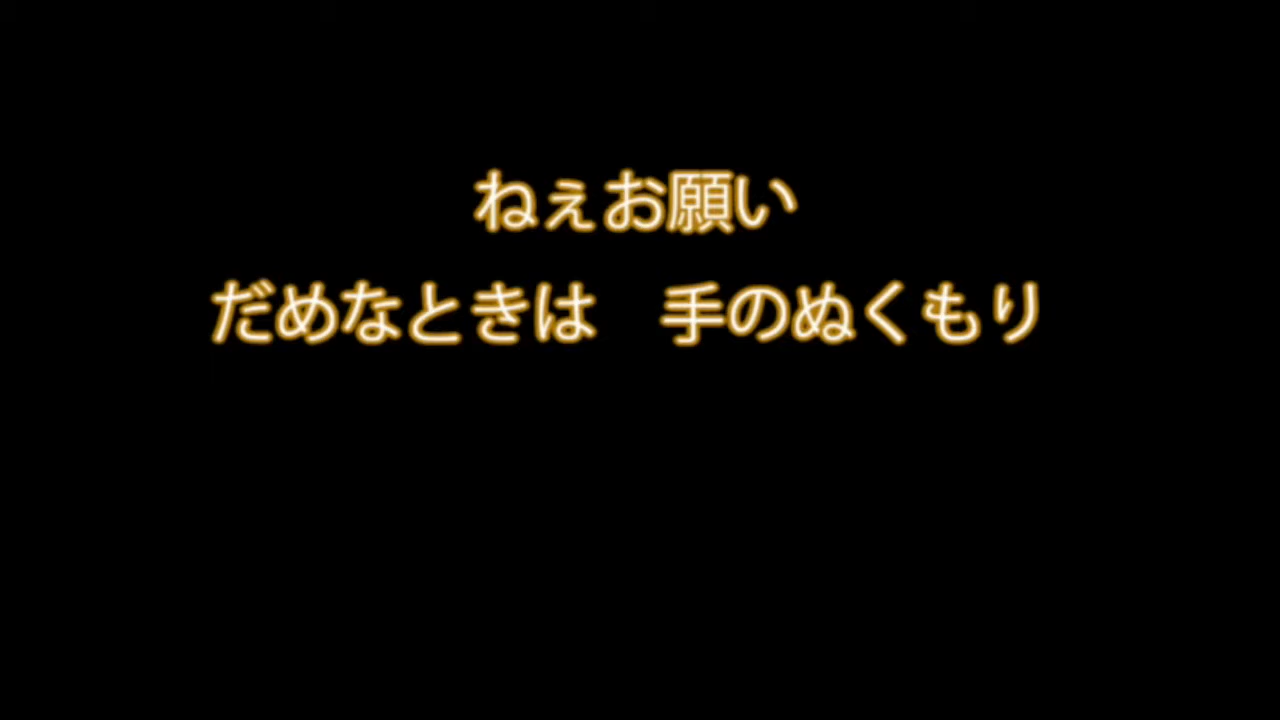 ねぇお願い
だめなときは　手のぬくもり